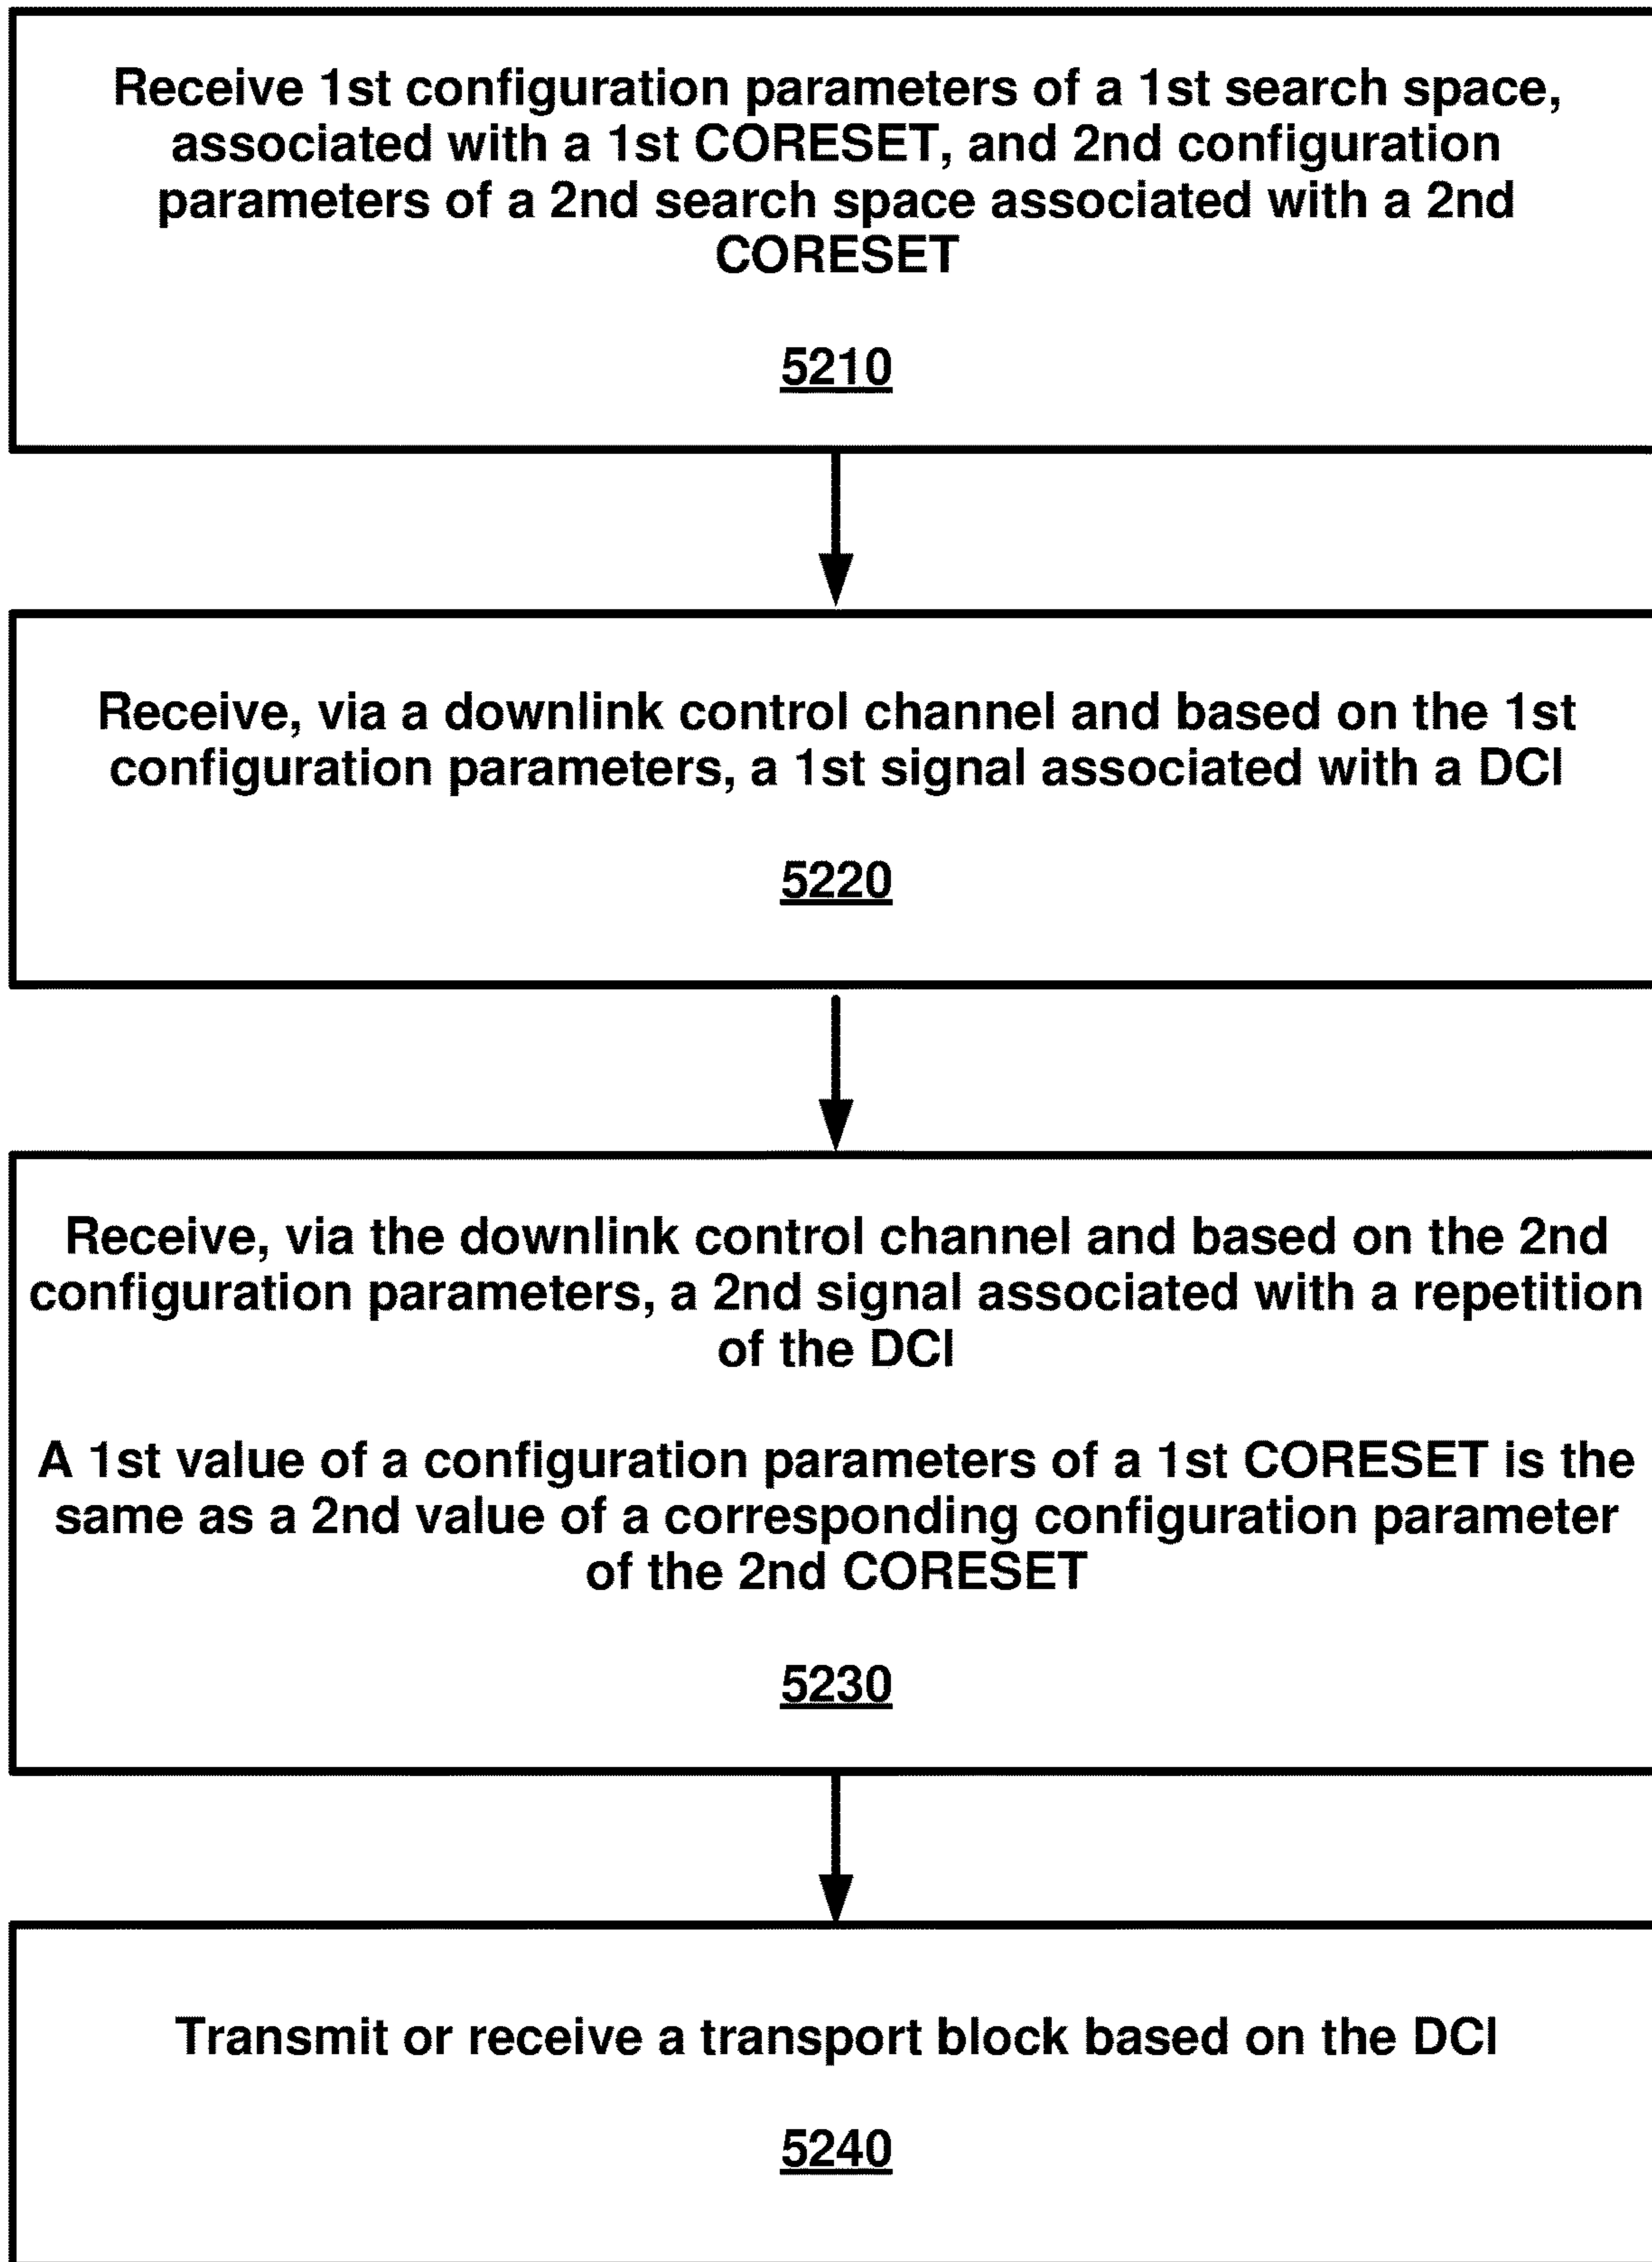 Receive 1st configuration parameters of a 1st search space,
associated with a 1st CORESET, and 2nd configuration
parameters of a 2nd search space associated with a 2nd
CORESET
5210
Receive, via a downlink control channel and based on the 1st
configuration parameters, a 1st signal associated with a DCI
5220
Receive, via the downlink control channel and based on the 2nd
configuration parameters, a 2nd signal associated with a repetition
of the DCI
A 1st value of a configuration parameters of a 1st CORESET is the
same as a 2nd value of a corresponding configuration parameter
of the 2nd CORESET
5230
Transmit or receive a transport block based on the DCI
5240